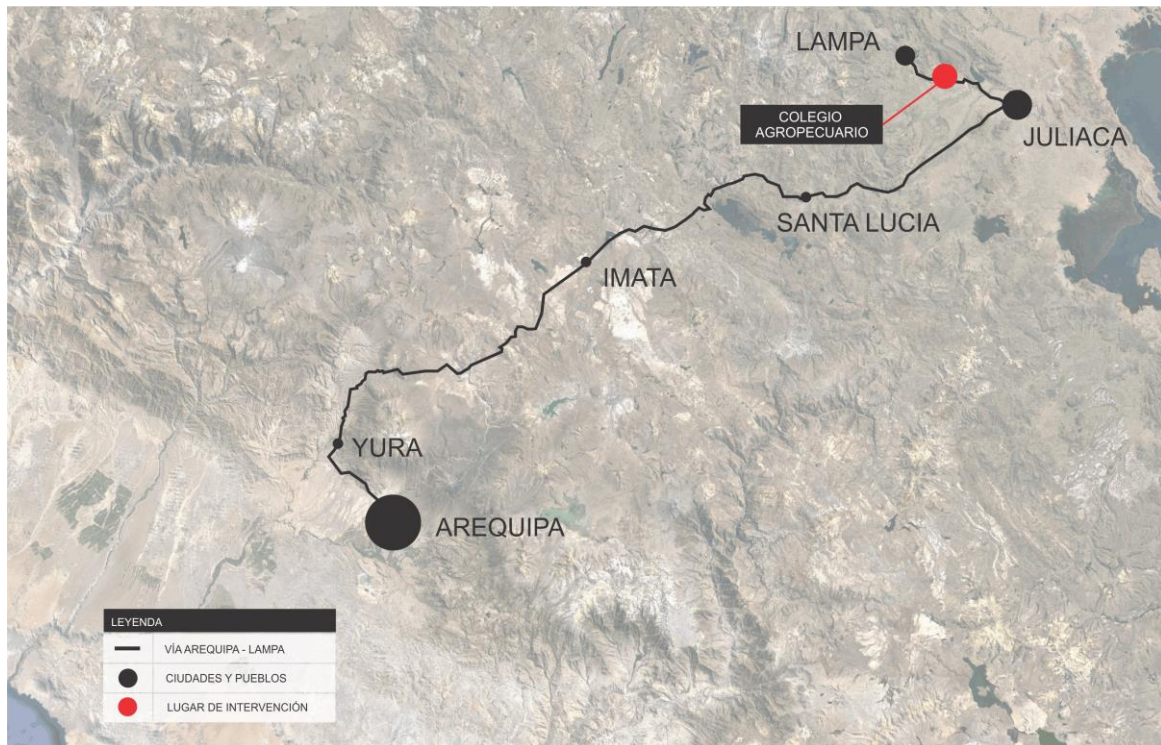 LAMPA
COLEGIO
AGROPECUARIO
JULIACA
SANTA LUCIA
IMATA
YURA
AREQUIPA
LEYENDA
VÍA AREQUIPA - LAMPA
CIUDADES Y PUEBLOS
LUGAR DE INTERVENCIÓN